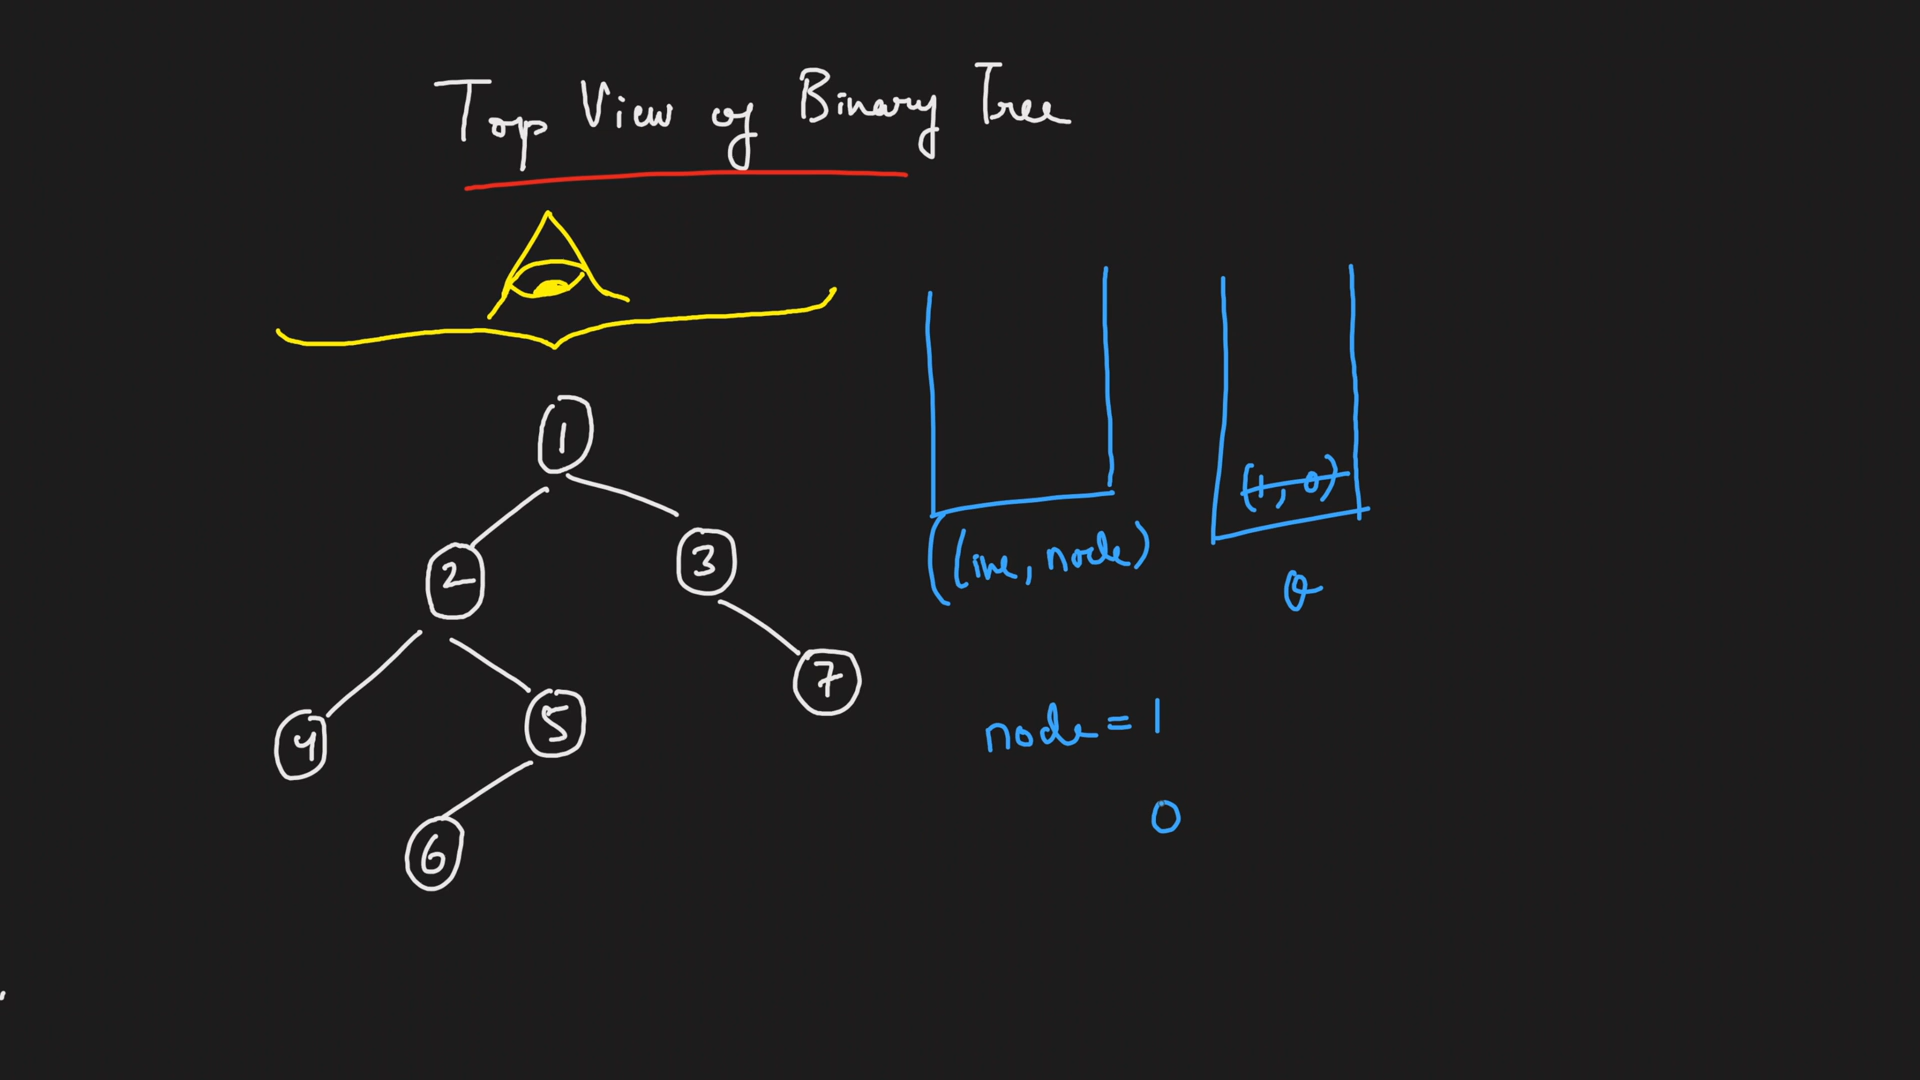 Top View of Binary Tree
1
2
3
4
5
7
6
(line, node)
(1, 0)
Q
node = 1
0